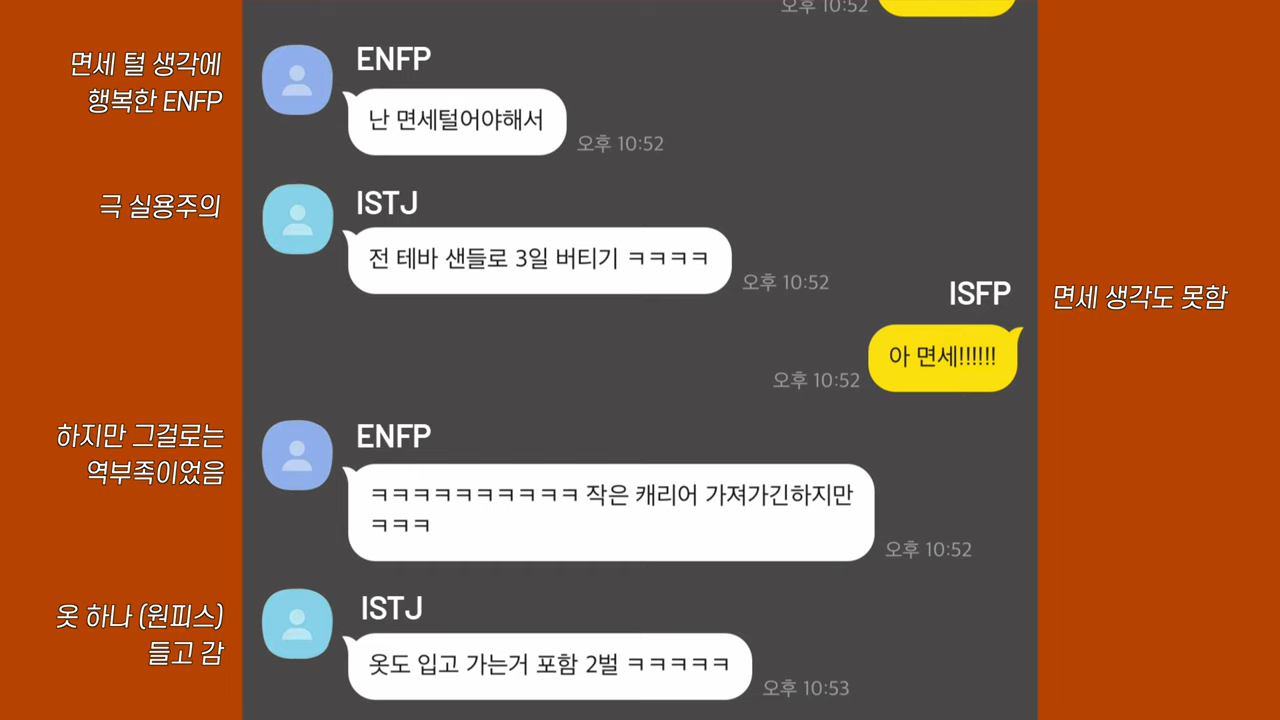 오후 10:52
면세 털 생각에
행복한 ENFP
ENFP
난 면세털어야해서
오후 10:52
극 실용주의
ISTJ
전 테바 샌들로 3일 버티기 ㅋㅋㅋㅋ
오후 10:52
ISFP
면세 생각도 못함
아 면세!!!!!!
오후 10:52
하지만 그걸로는
역부족이었음
ENFP
ㅋㅋㅋㅋㅋㅋㅋㅋㅋㅋ 작은 캐리어 가져가긴하지만
ㅋㅋㅋ
오후 10:52
옷 하나 (원피스)
들고 감
ISTJ
옷도 입고 가는거 포함 2벌 ㅋㅋㅋㅋㅋ
오후 10:53